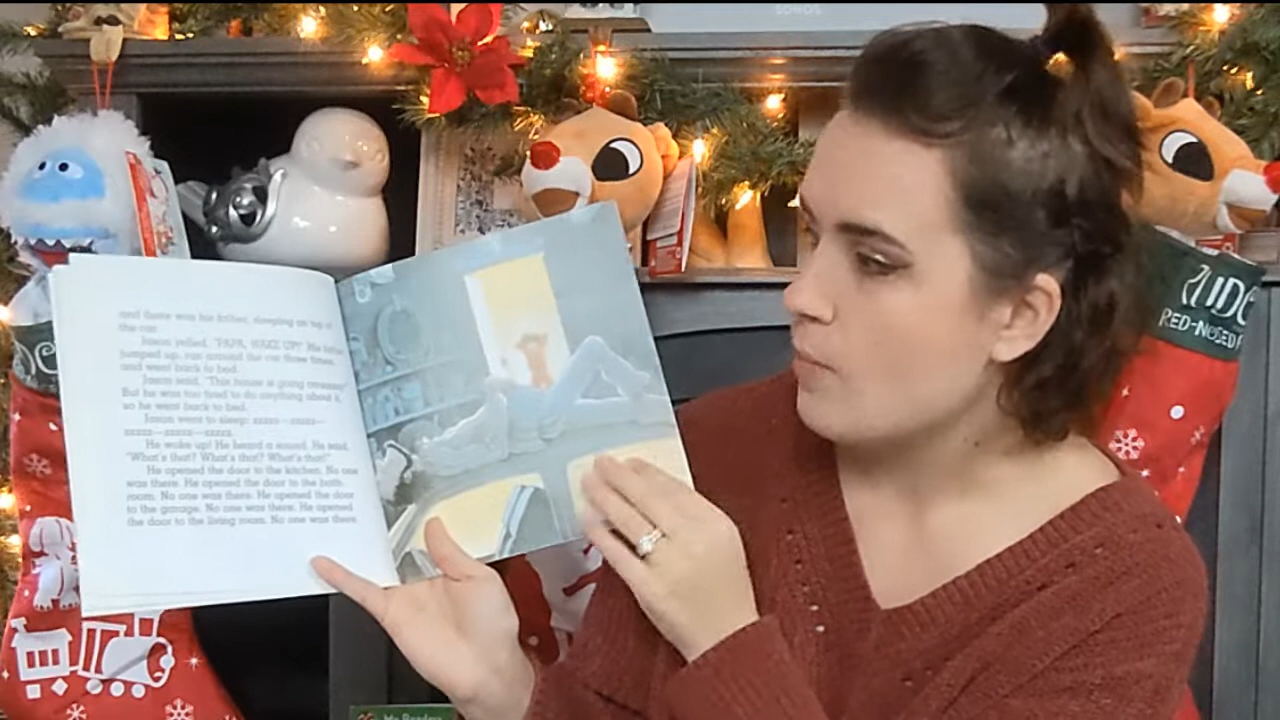 SONOS
and there was his father, sleeping on top of
the car.
Jason yelled, "PAPA, WAKE UP!" His father
jumped up, ran around the car three times,
and went back to bed.
Jason said, "This house is going crazy!"
But he was too tired to do anything about it,
so he went back to bed.
Jason went to sleep: zzzzz—zzzzz—
zzzzz—zzzzz—zzzzz.
He woke up! He heard a sound. He said,
"What's that? What's that? What's that!"
He opened the door to the kitchen. No one
was there. He opened the door to the bath-
room. No one was there. He opened the door
to the garage. No one was there. He opened
the door to the living room. No one was there.
RED-NOSED